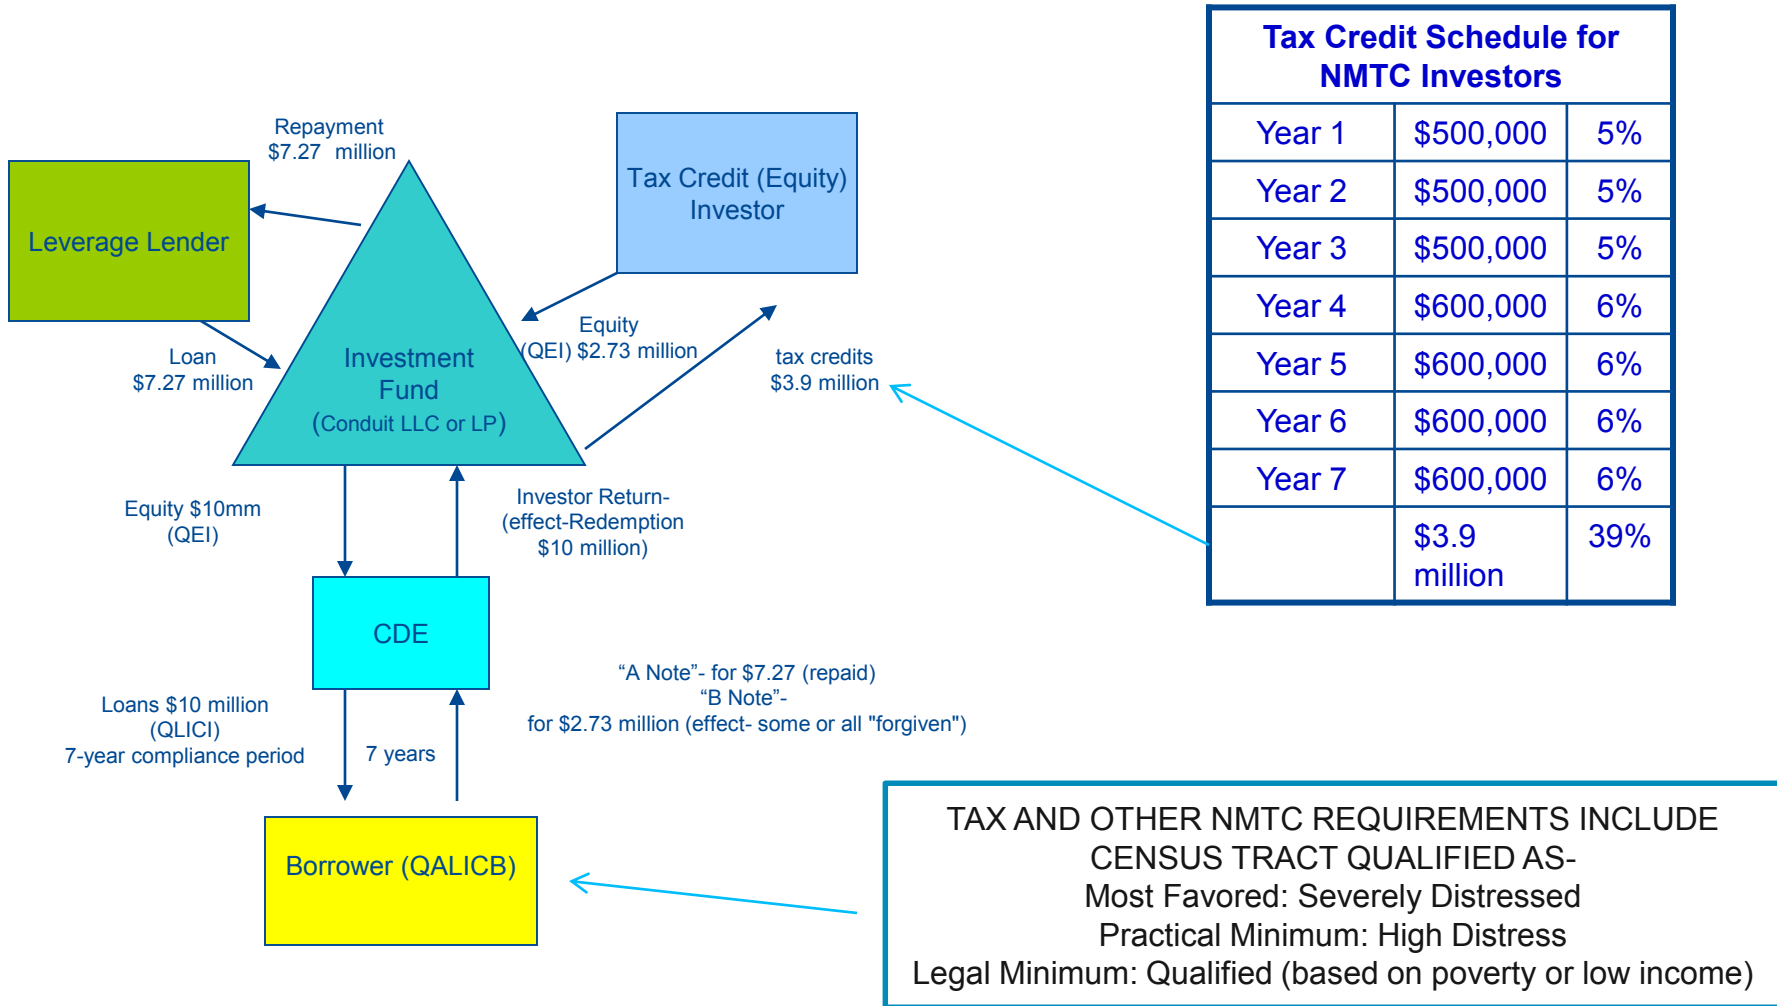 Tax Credit Schedule for
NMTC Investors
Year 1 $500,000 5%
Year 2 $500,000 5%
Year 3 $500,000 5%
Year 4 $600,000 6%
Year 5 $600,000 6%
Year 6 $600,000 6%
Year 7 $600,000 6%
$3.9
million
39%
Repayment
$7.27 million
Leverage Lender
Tax Credit (Equity)
Investor
Loan
$7.27 million
Investment
Fund
(Conduit LLC or LP)
Equity
(QEI) $2.73 million
tax credits
$3.9 million
Equity $10mm
(QEI)
Investor Return-
(effect-Redemption
$10 million)
CDE
Loans $10 million
(QLICI)
7-year compliance period
7 years
“A Note”- for $7.27 (repaid)
“B Note”-
for $2.73 million (effect- some or all "forgiven")
Borrower (QALICB)
TAX AND OTHER NMTC REQUIREMENTS INCLUDE
CENSUS TRACT QUALIFIED AS-
Most Favored: Severely Distressed
Practical Minimum: High Distress
Legal Minimum: Qualified (based on poverty or low income)